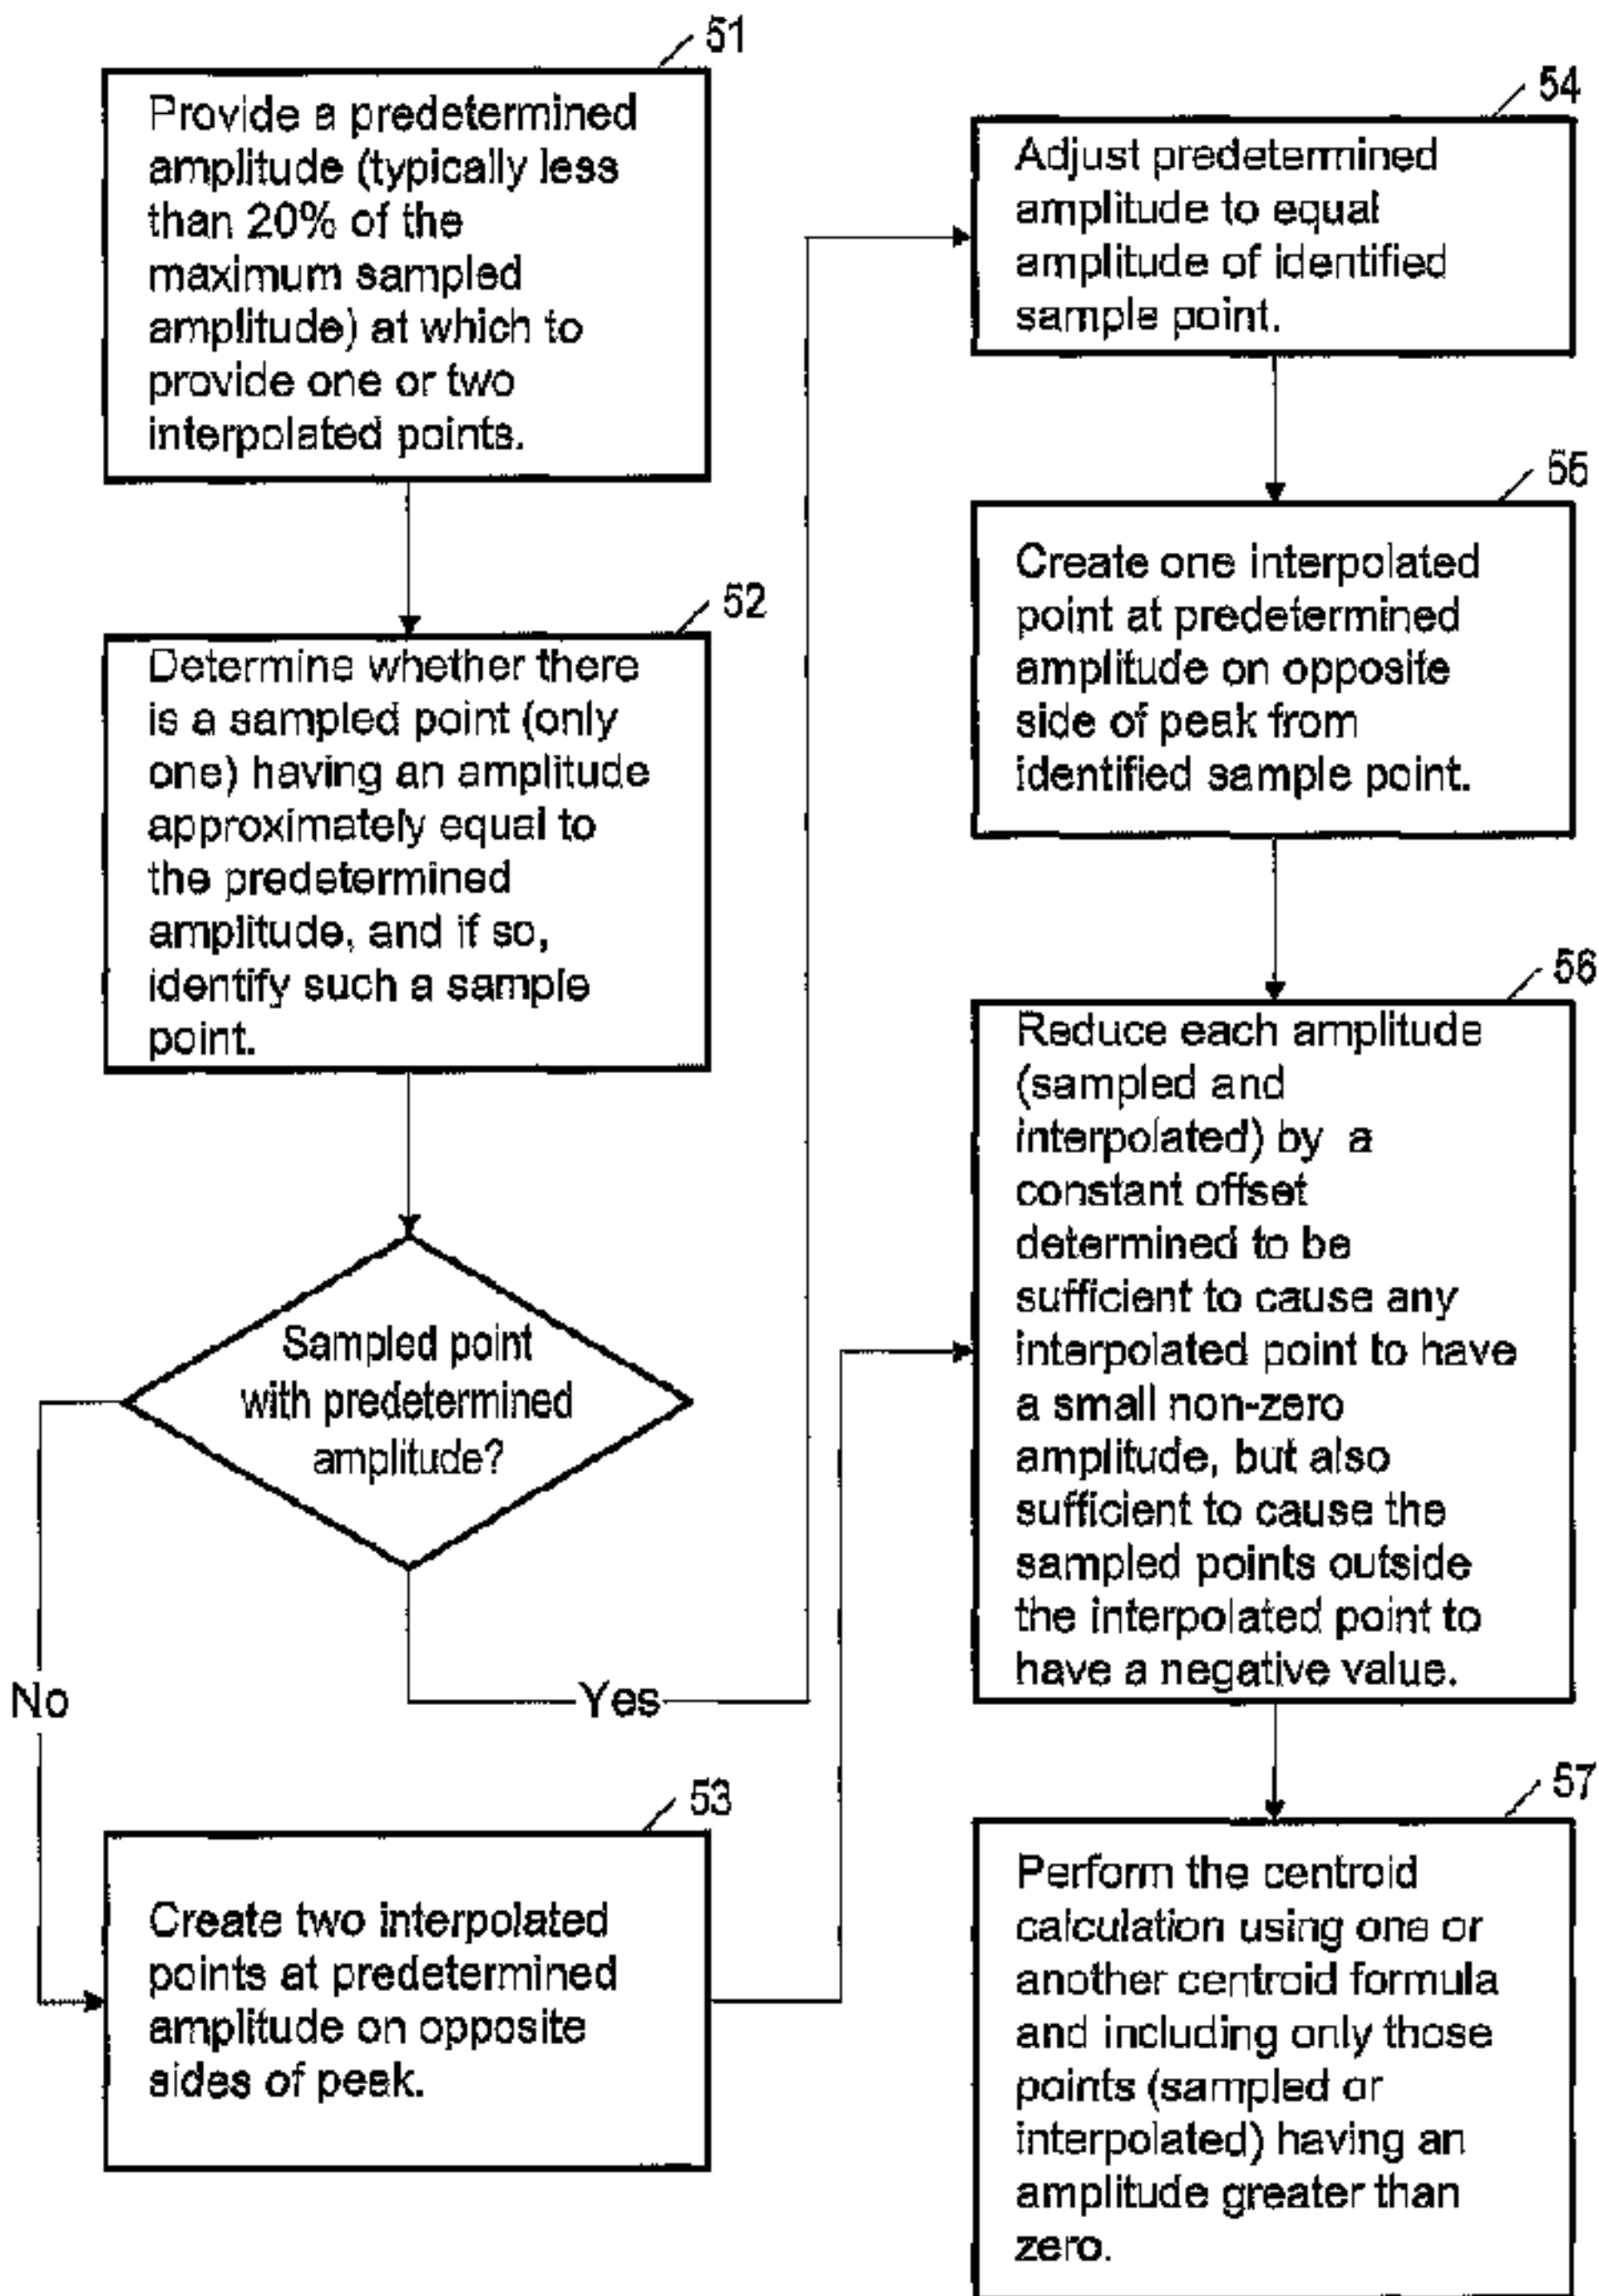 51
Provide a predetermined
amplitude (typically less
than 20% of the
maximum sampled
amplitude) at which to
provide one or two
interpolated points.
52
Determine whether there
is a sampled point (only
one) having an amplitude
approximately equal to
the predetermined
amplitude, and if so,
identify such a sample
point.
Sampled point
with predetermined
amplitude?
No
Yes
53
Create two interpolated
points at predetermined
amplitude on opposite
sides of peak.
54
Adjust predetermined
amplitude to equal
amplitude of identified
sample point.
55
Create one interpolated
point at predetermined
amplitude on opposite
side of peak from
identified sample point.
56
Reduce each amplitude
(sampled and
interpolated) by a
constant offset
determined to be
sufficient to cause any
interpolated point to have
a small non-zero
amplitude, but also
sufficient to cause the
sampled points outside
the interpolated point to
have a negative value.
57
Perform the centroid
calculation using one or
another centroid formula
and including only those
points (sampled or
interpolated) having an
amplitude greater than
zero.